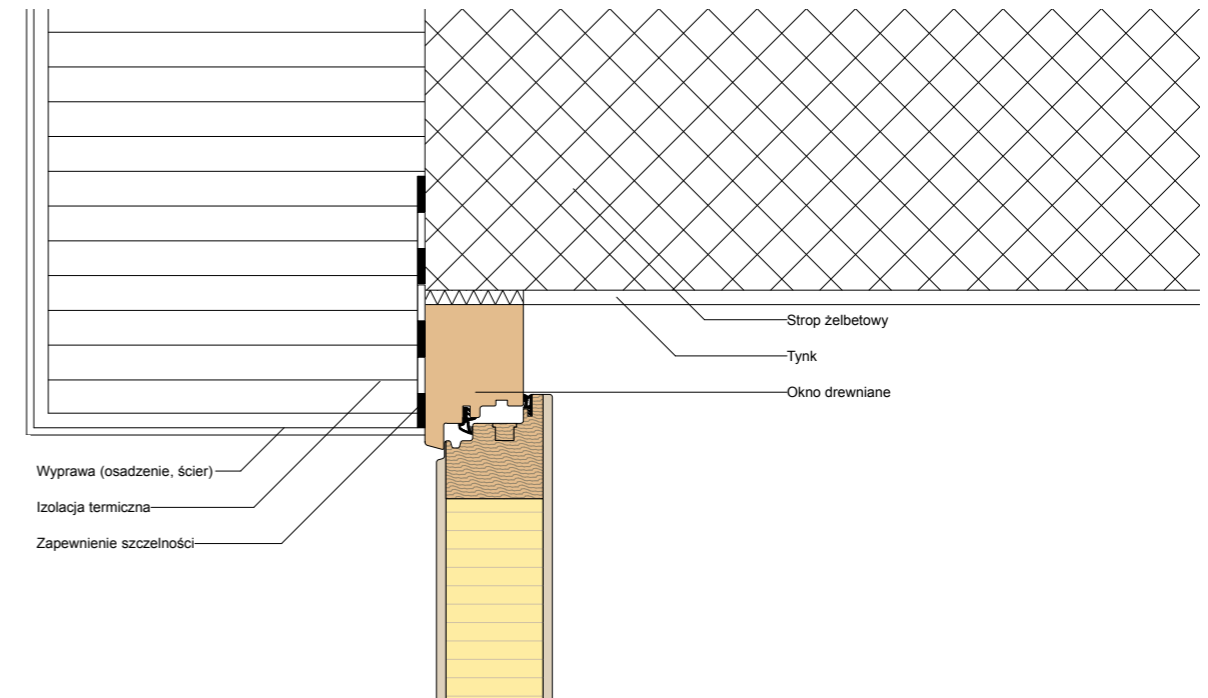 Strop żelbetowy
Tynk
Okno drewniane
Wyprawa (osadzenie, ścier)
Izolacja termiczna
Zapewnienie szczelności